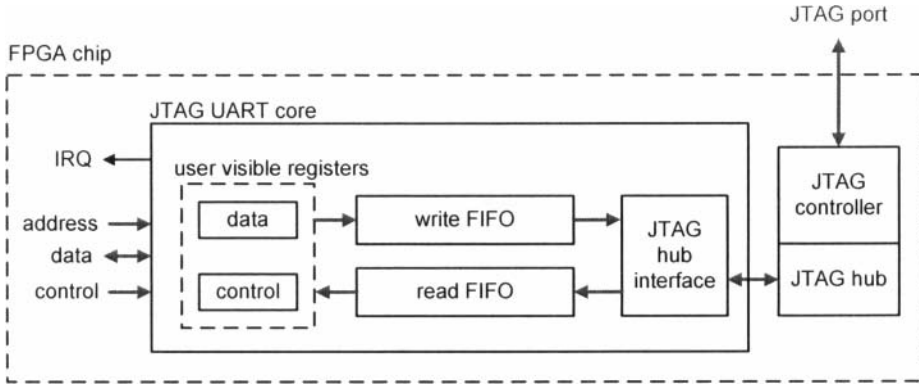 JTAG port
FPGA chip
JTAG UART core
IRQ
user visible registers
address
data
control
data
control
write FIFO
read FIFO
JTAG
hub
interface
JTAG
controller
JTAG hub